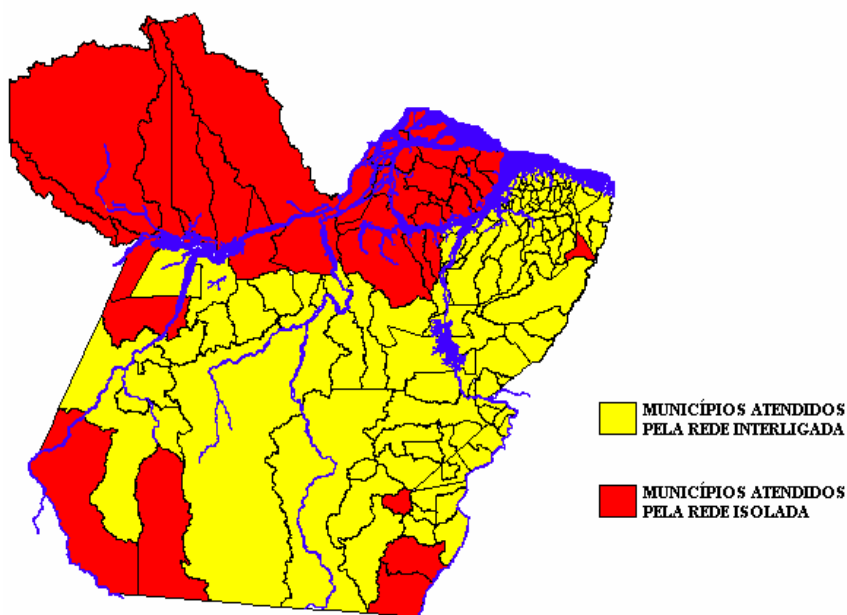 MUNICÍPIOS ATENDIDOS
PELA REDE INTERLIGADA
MUNICÍPIOS ATENDIDOS
PELA REDE ISOLADA